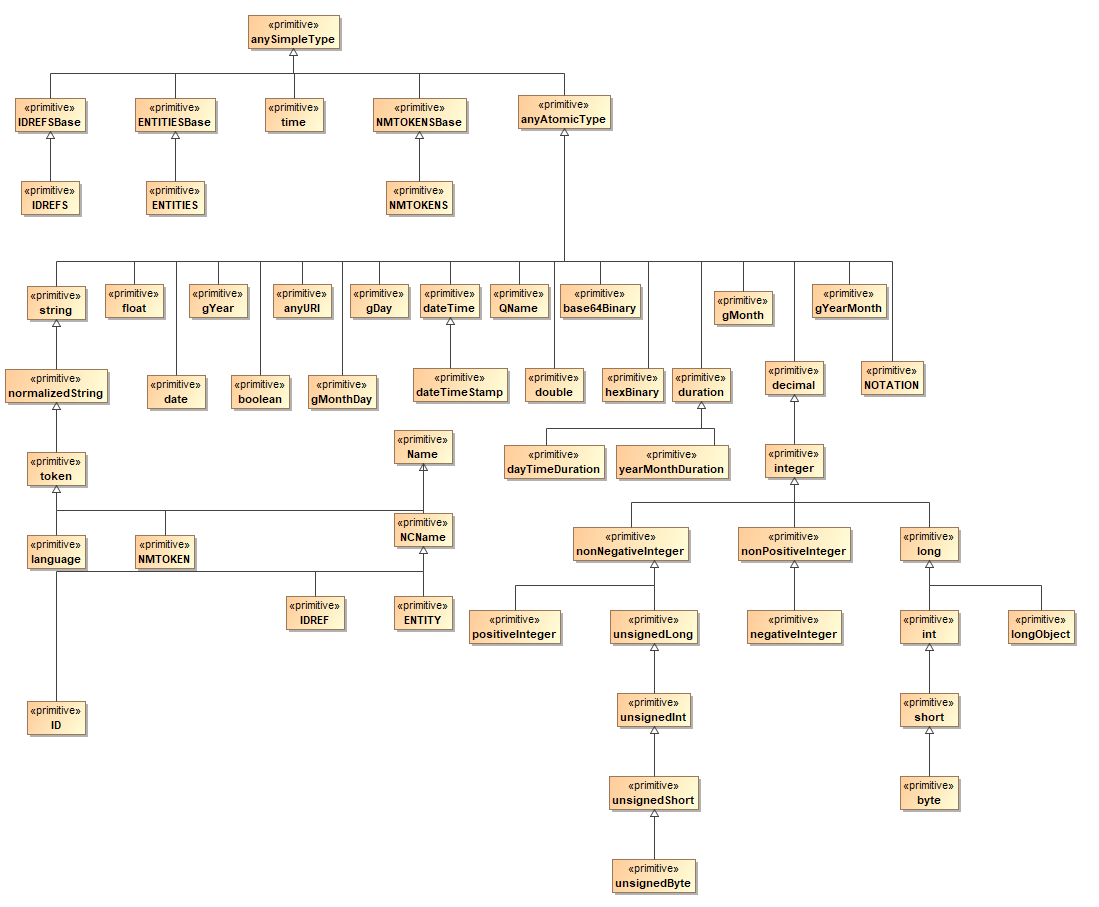 «primitive»
anySimpleType
«primitive»
IDREFSBase
«primitive»
ENTITIESBase
«primitive»
time
«primitive»
NMTOKENSBase
«primitive»
anyAtomicType
«primitive»
IDREFS
«primitive»
ENTITIES
«primitive»
NMTOKENS
«primitive»
string
«primitive»
float
«primitive»
gYear
«primitive»
anyURI
«primitive»
gDay
«primitive»
dateTime
«primitive»
QName
«primitive»
base64Binary
«primitive»
gMonth
«primitive»
gYearMonth
«primitive»
normalizedString
«primitive»
date
«primitive»
boolean
«primitive»
gMonthDay
«primitive»
dateTimeStamp
«primitive»
double
«primitive»
hexBinary
«primitive»
duration
«primitive»
decimal
«primitive»
NOTATION
«primitive»
token
«primitive»
Name
«primitive»
dayTimeDuration
«primitive»
yearMonthDuration
«primitive»
integer
«primitive»
language
«primitive»
NMTOKEN
«primitive»
NCName
«primitive»
nonNegativeInteger
«primitive»
nonPositiveInteger
«primitive»
long
«primitive»
IDREF
«primitive»
ENTITY
«primitive»
positiveInteger
«primitive»
unsignedLong
«primitive»
negativeInteger
«primitive»
int
«primitive»
longObject
«primitive»
ID
«primitive»
unsignedInt
«primitive»
short
«primitive»
unsignedShort
«primitive»
byte
«primitive»
unsignedByte